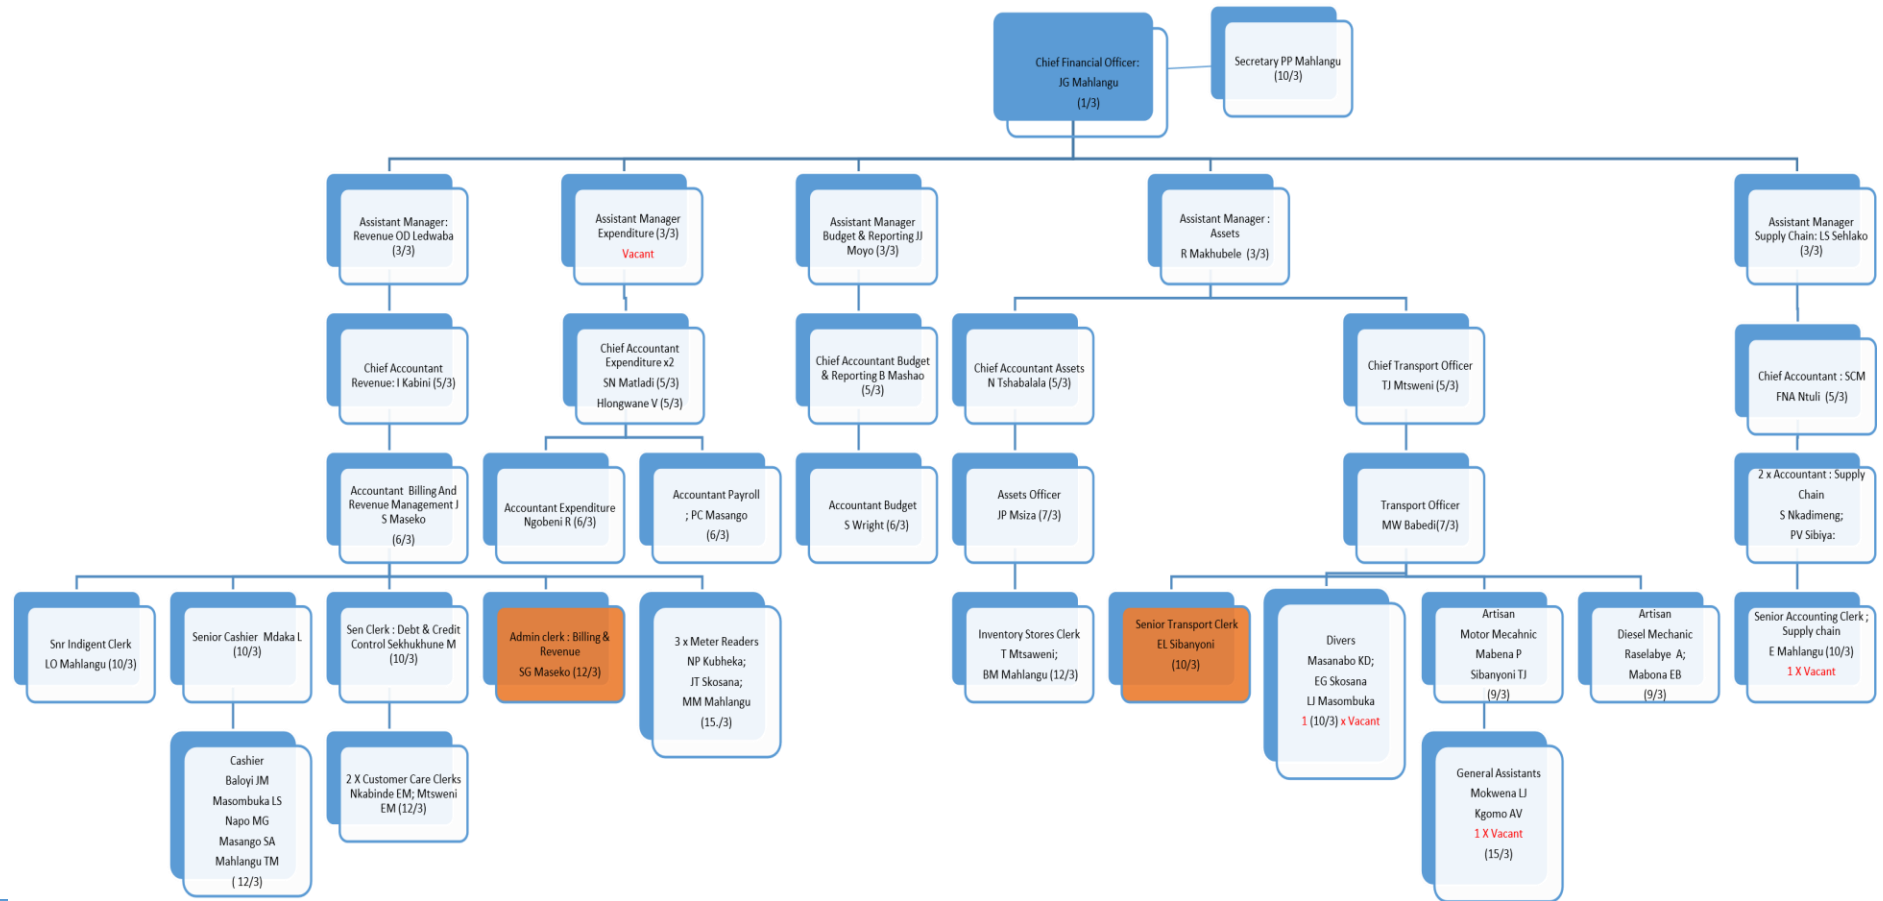 Chief Financial Officer:
JG Mahlangu
(1/3)
Secretary PP Mahlangu
(10/3)
Assistant Manager:
Revenue OD Ledwaba
(3/3)
Assistant Manager
Expenditure (3/3)
Vacant
Assistant Manager
Budget & Reporting JJ
Moyo (3/3)
Assistant Manager :
Assets
R Makhubele (3/3)
Assistant Manager
Supply Chain: LS Sehlako
(3/3)
Chief Accountant
Revenue: I Kabini (5/3)
Chief Accountant
Expenditure x2
SN Matladi (5/3)
Hlongwane V (5/3)
Chief Accountant Budget
& Reporting B Mashao
(5/3)
Chief Accountant Assets
N Tshabalala (5/3)
Chief Transport Officer
TJ Mtsweni (5/3)
Chief Accountant : SCM
FNA Ntuli (5/3)
Accountant Billing And
Revenue Management J
S Maseko
(6/3)
Accountant Expenditure
Ngobeni R (6/3)
Accountant Payroll
; PC Masango
(6/3)
Accountant Budget
S Wright (6/3)
Assets Officer
JP Msiza (7/3)
Transport Officer
MW Babedi(7/3)
2 x Accountant : Supply
Chain
S Nkadimeng;
PV Sibiya:
Snr Indigent Clerk
LO Mahlangu (10/3)
Senior Cashier Mdaka L
(10/3)
Sen Clerk : Debt & Credit
Control Sekhukhune M
(10/3)
Admin clerk : Billing &
Revenue
SG Maseko (12/3)
3 x Meter Readers
NP Kubheka;
JT Skosana;
MM Mahlangu
(15./3)
Inventory Stores Clerk
T Mtsaweni;
BM Mahlangu (12/3)
Senior Transport Clerk
EL Sibanyoni
(10/3)
Divers
Masanabo KD;
EG Skosana
LJ Masombuka
1 (10/3) x Vacant
Artisan
Motor Mecahnic
Mabena P
Sibanyoni TJ
(9/3)
Artisan
Diesel Mechanic
Raselabye A;
Mabona EB
(9/3)
Senior Accounting Clerk ;
Supply chain
E Mahlangu (10/3)
1 X Vacant
Cashier
Baloyi JM
Masombuka LS
Napo MG
Masango SA
Mahlangu TM
( 12/3)
2 X Customer Care Clerks
Nkabinde EM; Mtsweni
EM (12/3)
General Assistants
Mokwena LJ
Kgomo AV
1 X Vacant
(15/3)